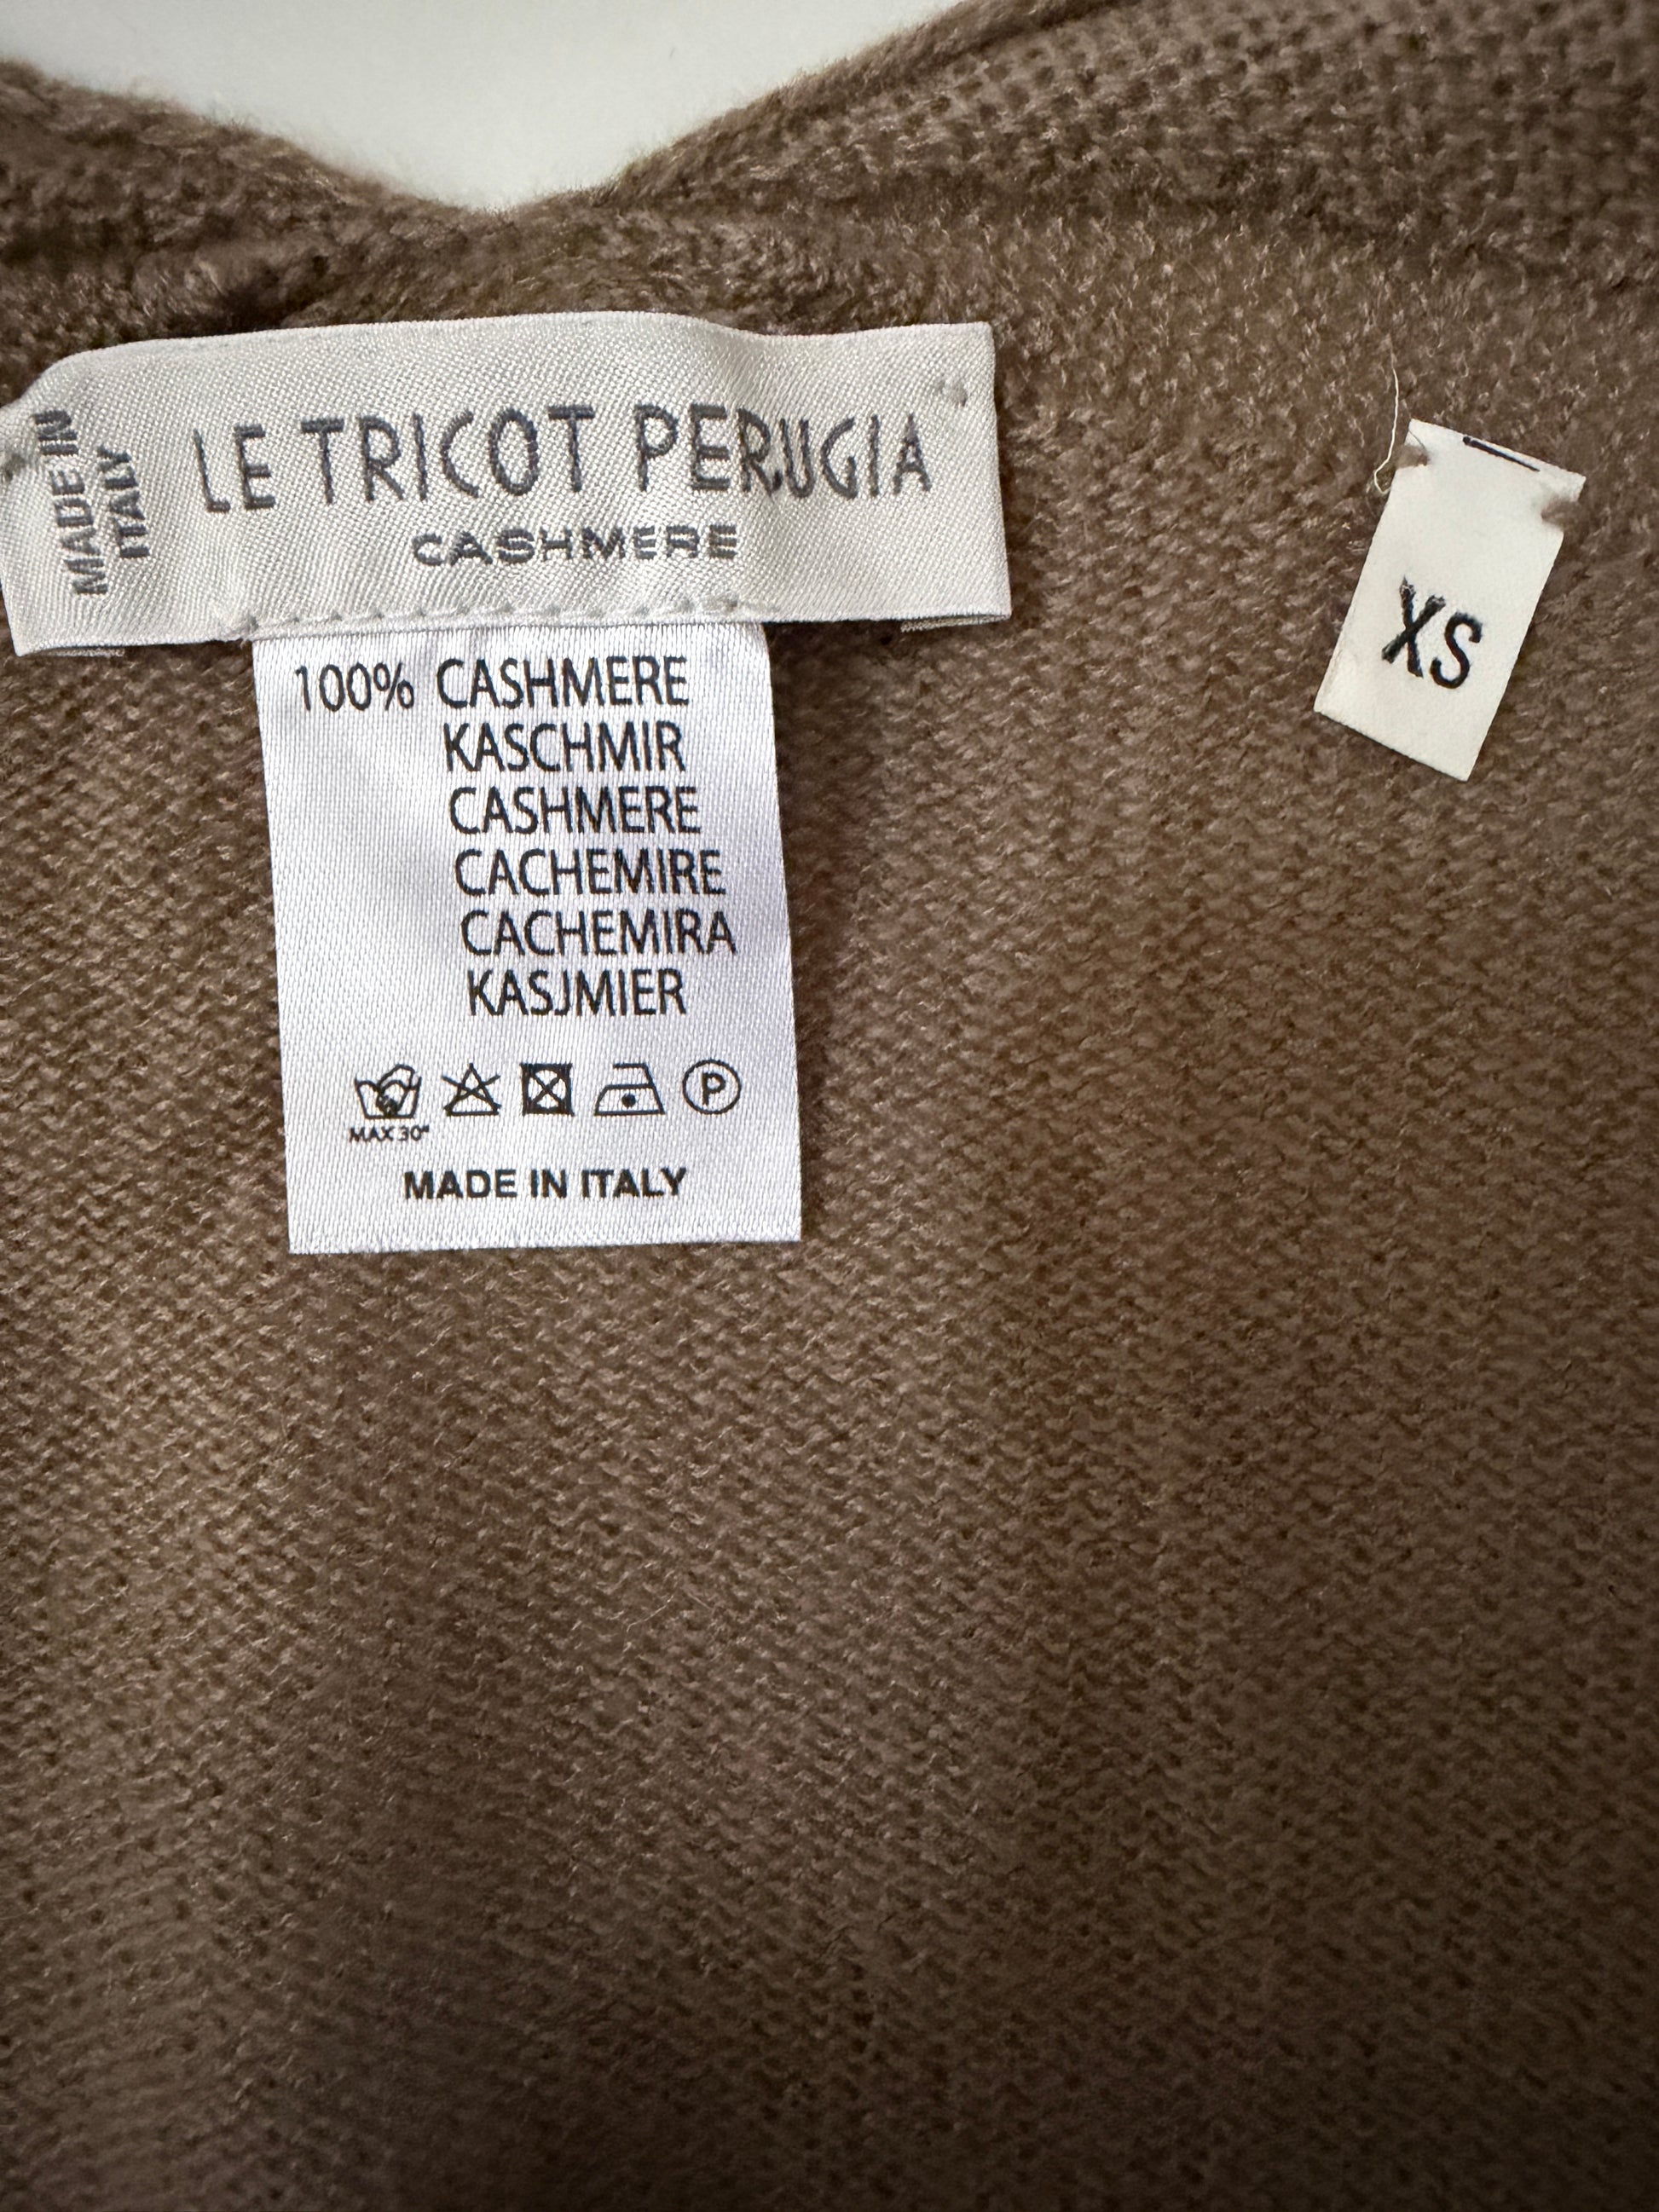 MADE IN
ITALY
LE TRICOT PERUGIA
CASHMERE
XS
100% CASHMERE
KASCHMIR
CASHMERE
CACHEMIRE
CACHEMIRA
KASJMIER
P
MAX 30°
MADE IN ITALY